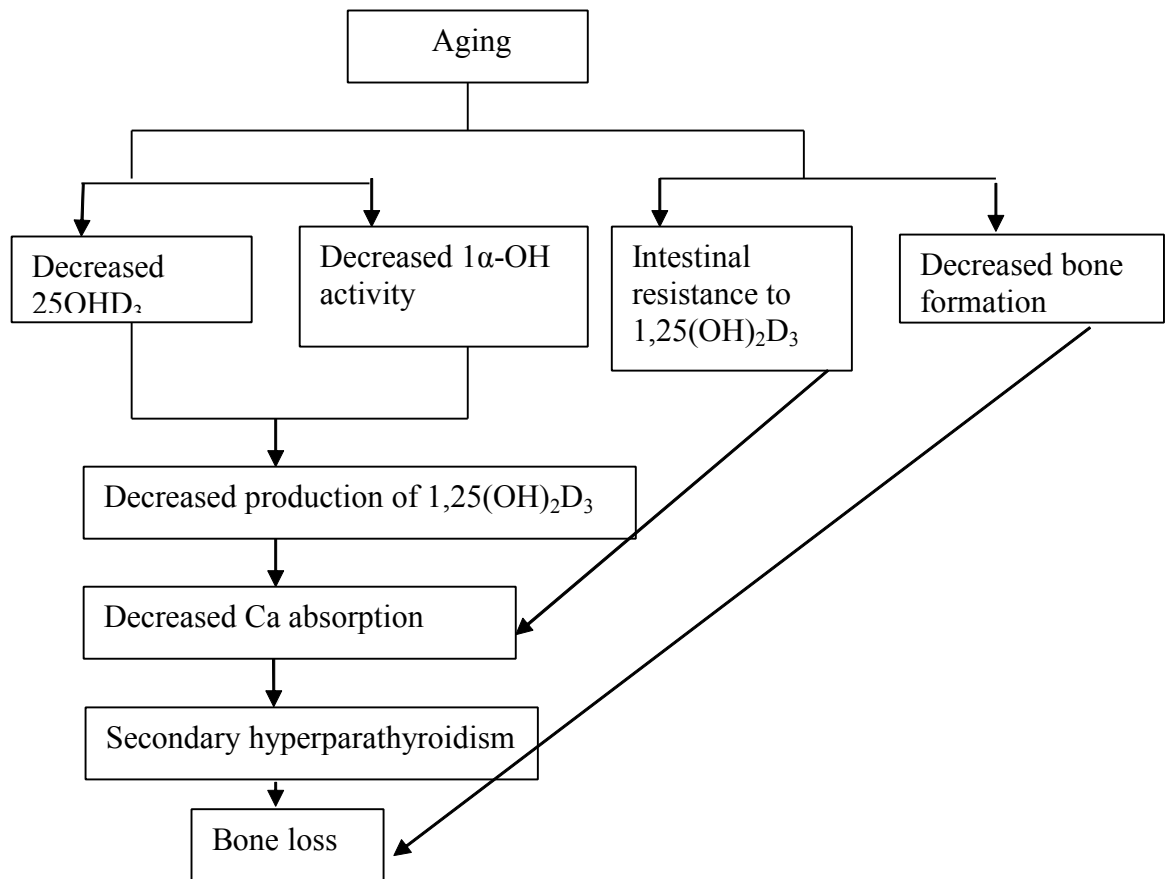 Aging
Decreased
25OHD₃
Decreased 1α-OH
activity
Intestinal
resistance to
1,25(OH)₂D₃
Decreased bone
formation
Decreased production of 1,25(OH)₂D₃
Decreased Ca absorption
Secondary hyperparathyroidism
Bone loss